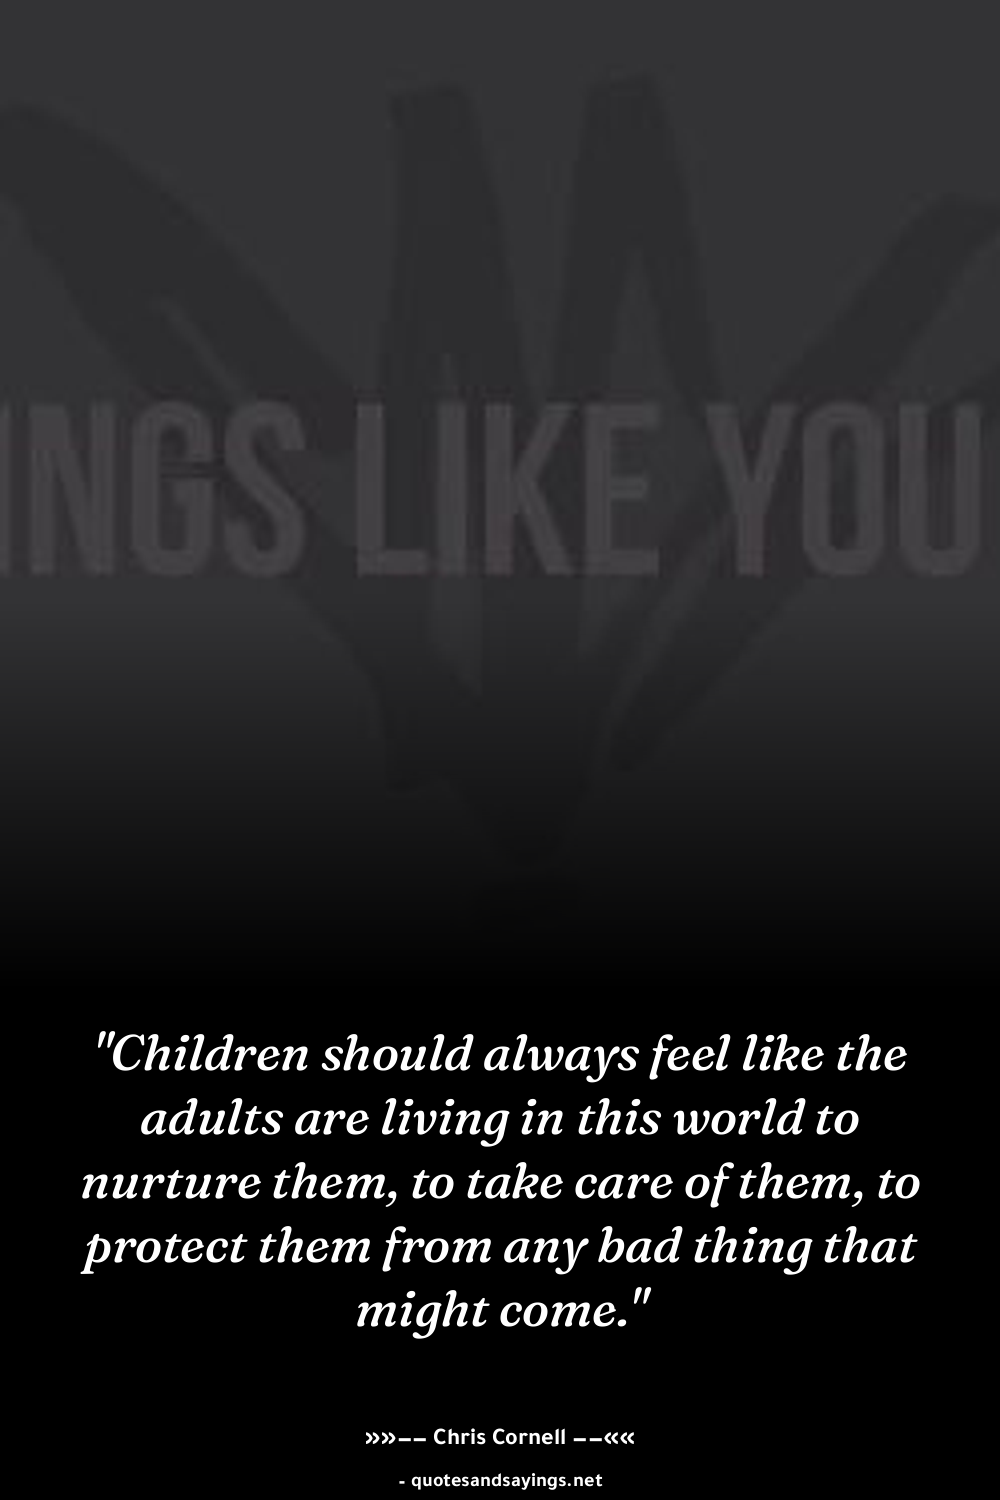 INGS LIKE YOU
"Children should always feel like the
adults are living in this world to
nurture them, to take care of them, to
protect them from any bad thing that
might come."
»»–– Chris Cornell ––««
- quotesandsayings.net